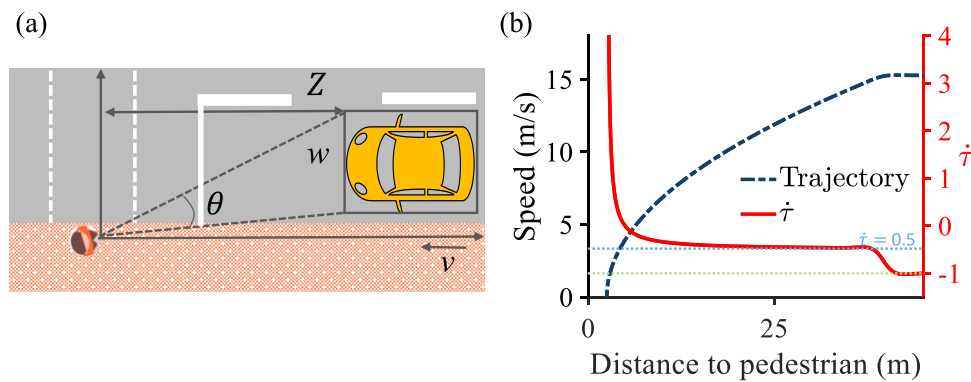 (a)
Z
w
θ
v
(b)
Speed (m/s)
15
10
5
0
0
25
Distance to pedestrian (m)
4
3
2
1
0
-1
τ̇
Trajectory
τ̇
τ̇ = 0.5